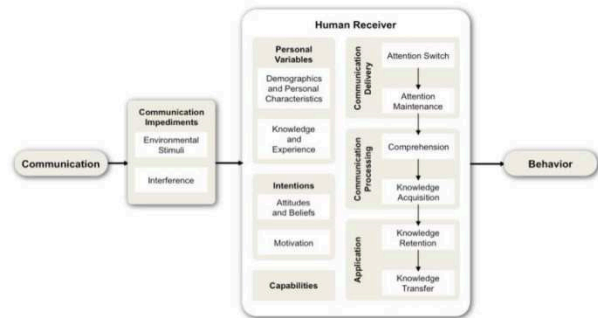 Human Receiver
Communication
Communication
Impediments
Environmental
Stimuli
Interference
Personal
Variables
Demographics
and Personal
Characteristics
Knowledge
and
Experience
Intentions
Attitudes
and Beliefs
Motivation
Capabilities
Communication
Delivery
Attention Switch
Attention
Maintenance
Communication
Processing
Comprehension
Knowledge
Acquisition
Application
Knowledge
Retention
Knowledge
Transfer
Behavior